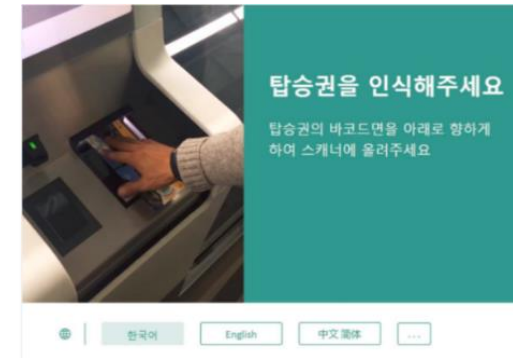 탑승권을 인식해주세요
탑승권의 바코드면을 아래로 향하게
하여 스캐너에 올려주세요
한국어
English
中文 简体
...